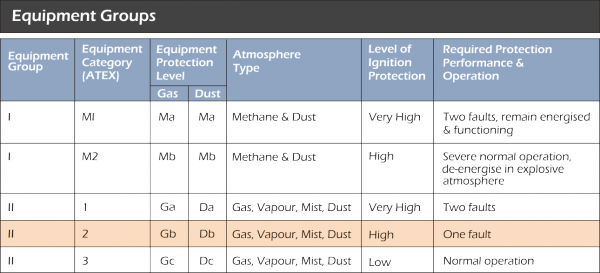 Equipment Groups
Equipment Group Equipment Category (ATEX) Equipment Protection Level Atmosphere Type Level of Ignition Protection Required Protection Performance & Operation
Gas Dust
I M1 Ma Ma Methane & Dust Very High Two faults, remain energised & functioning
I M2 Mb Mb Methane & Dust High Severe normal operation, de-energise in explosive atmosphere
II 1 Ga Da Gas, Vapour, Mist, Dust Very High Two faults
II 2 Gb Db Gas, Vapour, Mist, Dust High One fault
II 3 Gc Dc Gas, Vapour, Mist, Dust Low Normal operation